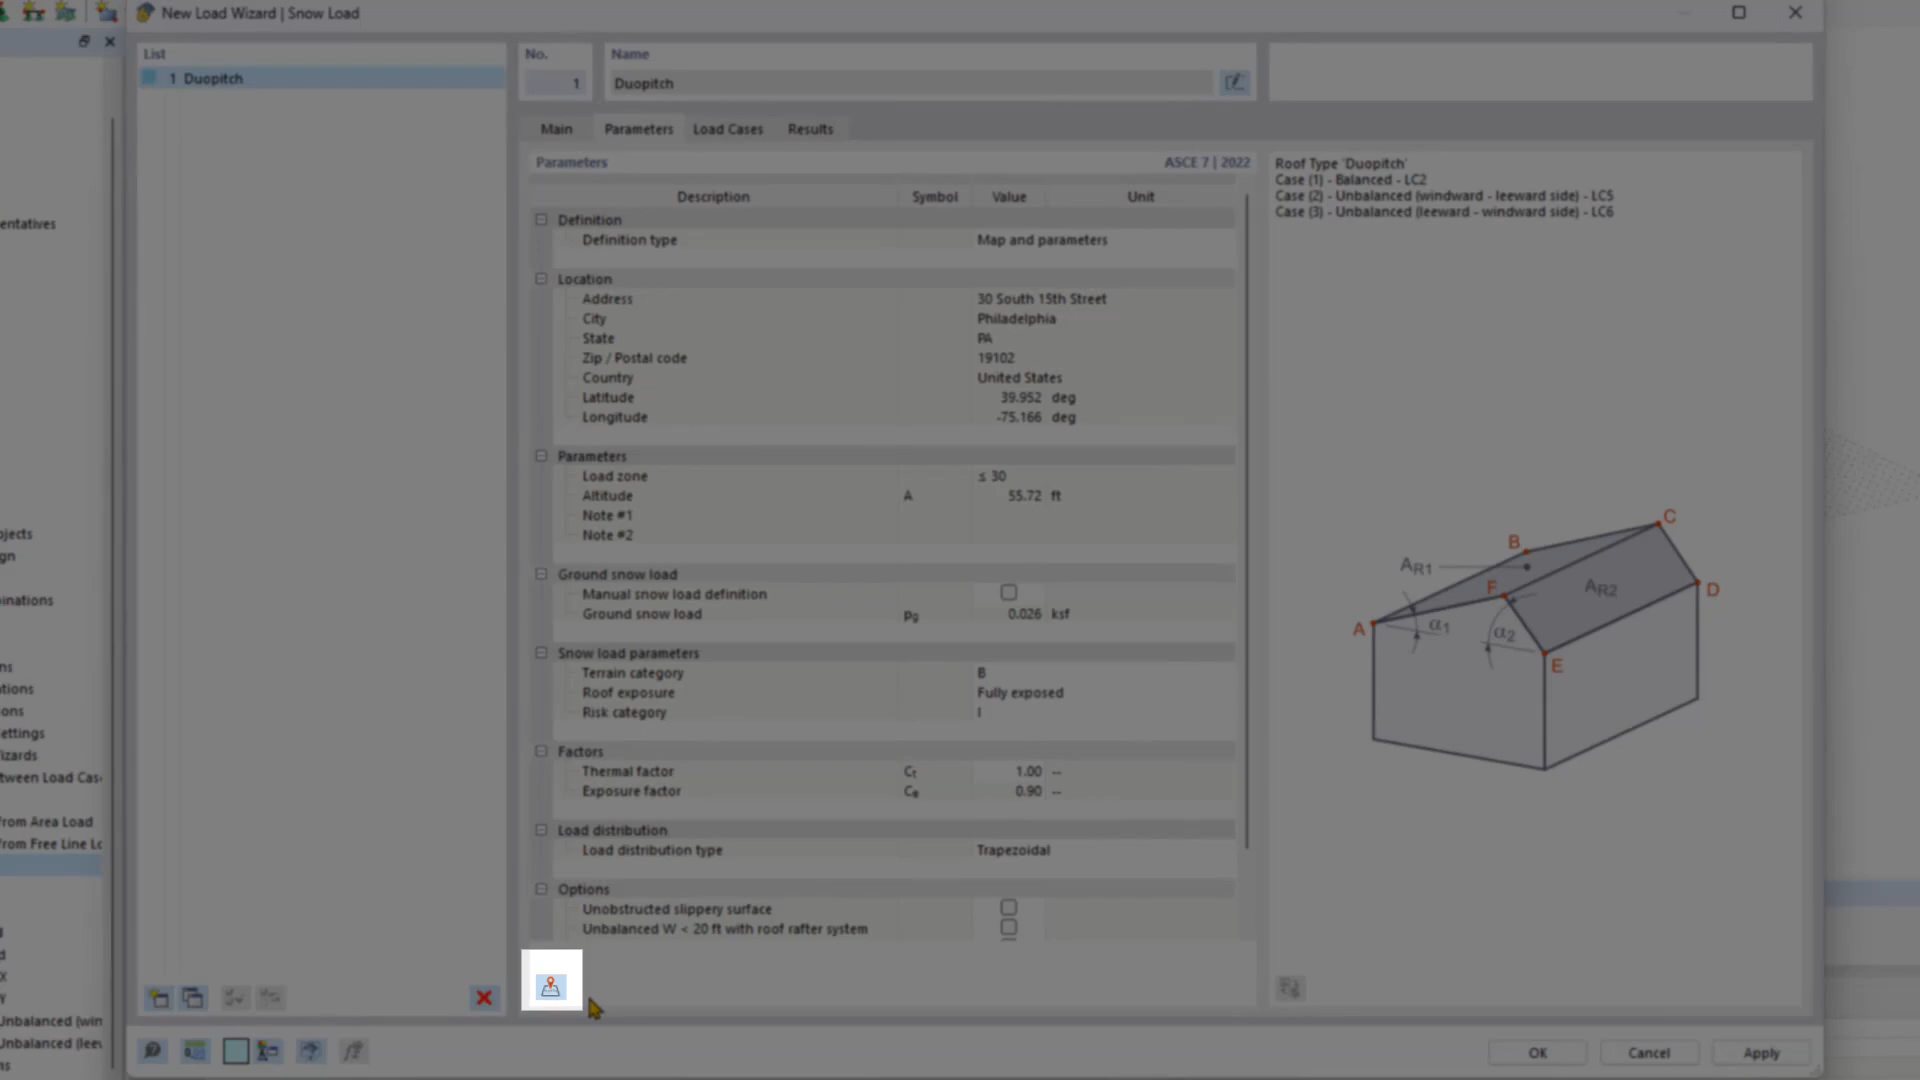 New Load Wizard | Snow Load
List
1 Duopitch
No.
1
Name
Duopitch
Main
Parameters
Load Cases
Results
Parameters
ASCE 7 | 2022
Description Symbol Value Unit
Definition
Definition type Map and parameters
Location
Address 30 South 15th Street
City Philadelphia
State PA
Zip / Postal code 19102
Country United States
Latitude 39.952 deg
Longitude -75.166 deg
Parameters
Load zone ≤ 30
Altitude A 55.72 ft
Note #1
Note #2
Ground snow load
Manual snow load definition
Ground snow load pg 0.026 ksf
Snow load parameters
Terrain category B
Roof exposure Fully exposed
Risk category I
Factors
Thermal factor Ct 1.00 --
Exposure factor Ce 0.90 --
Load distribution
Load distribution type Trapezoidal
Options
Unobstructed slippery surface
Unbalanced W < 20 ft with roof rafter system
Roof Type 'Duopitch'
Case (1) - Balanced - LC2
Case (2) - Unbalanced (windward - leeward side) - LC5
Case (3) - Unbalanced (leeward - windward side) - LC6
C
B
AR1
F
AR2
D
A
α1
α2
E
OK
Cancel
Apply
entatives
ojects
gn
inations
ns
ations
ons
ettings
izards
tween Load Cas
rom Area Load
rom Free Line Lo
d
X
Y
Unbalanced (win
Unbalanced (leev
ns